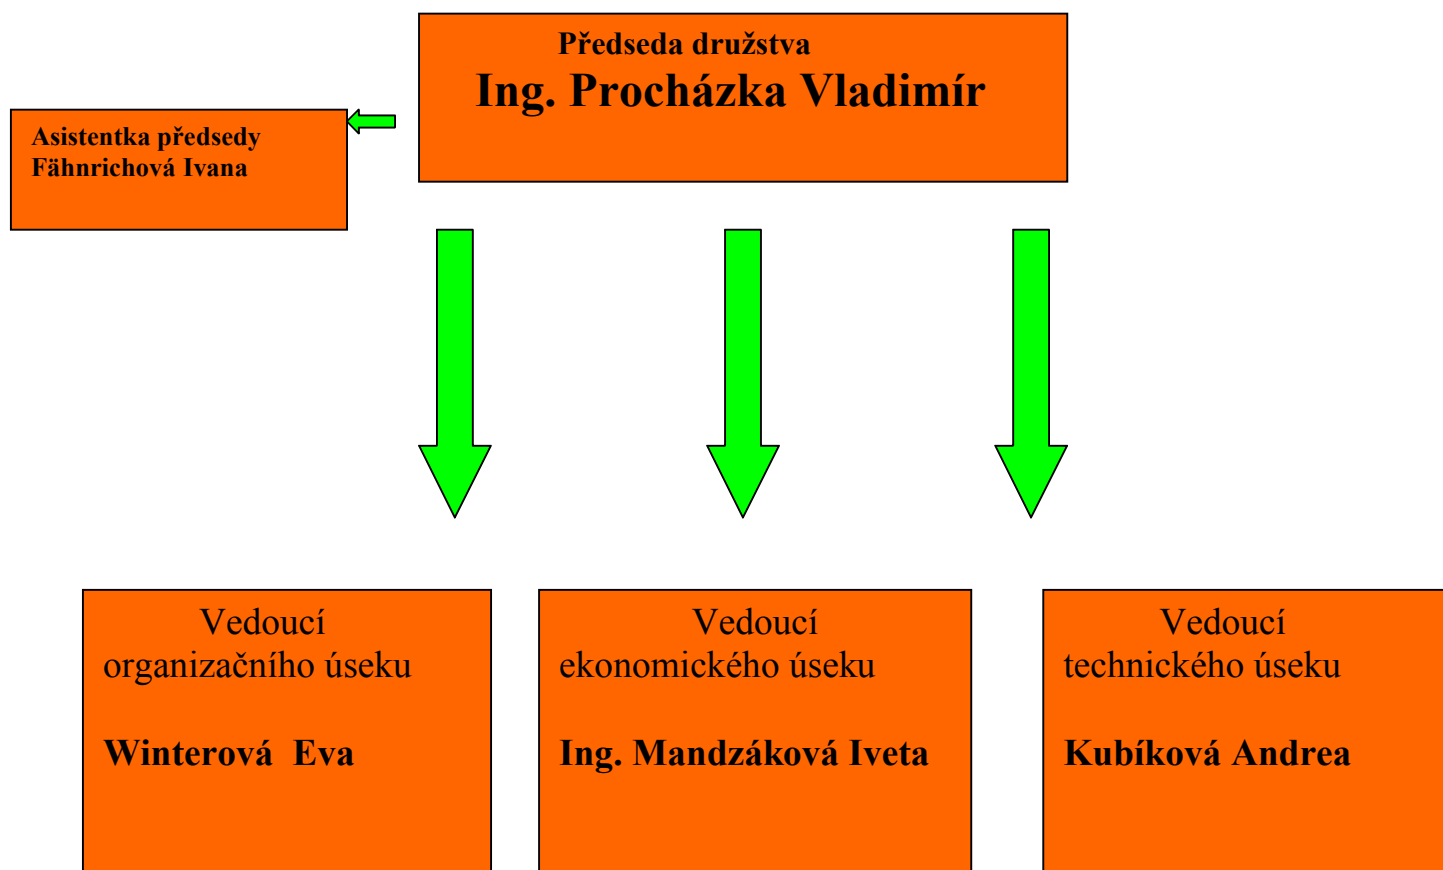 Předseda družstva
Ing. Procházka Vladimír
Asistentka předsedy
Fähnrichová Ivana
Vedoucí
organizačního úseku
Winterová Eva
Vedoucí
ekonomického úseku
Ing. Mandzáková Iveta
Vedoucí
technického úseku
Kubíková Andrea